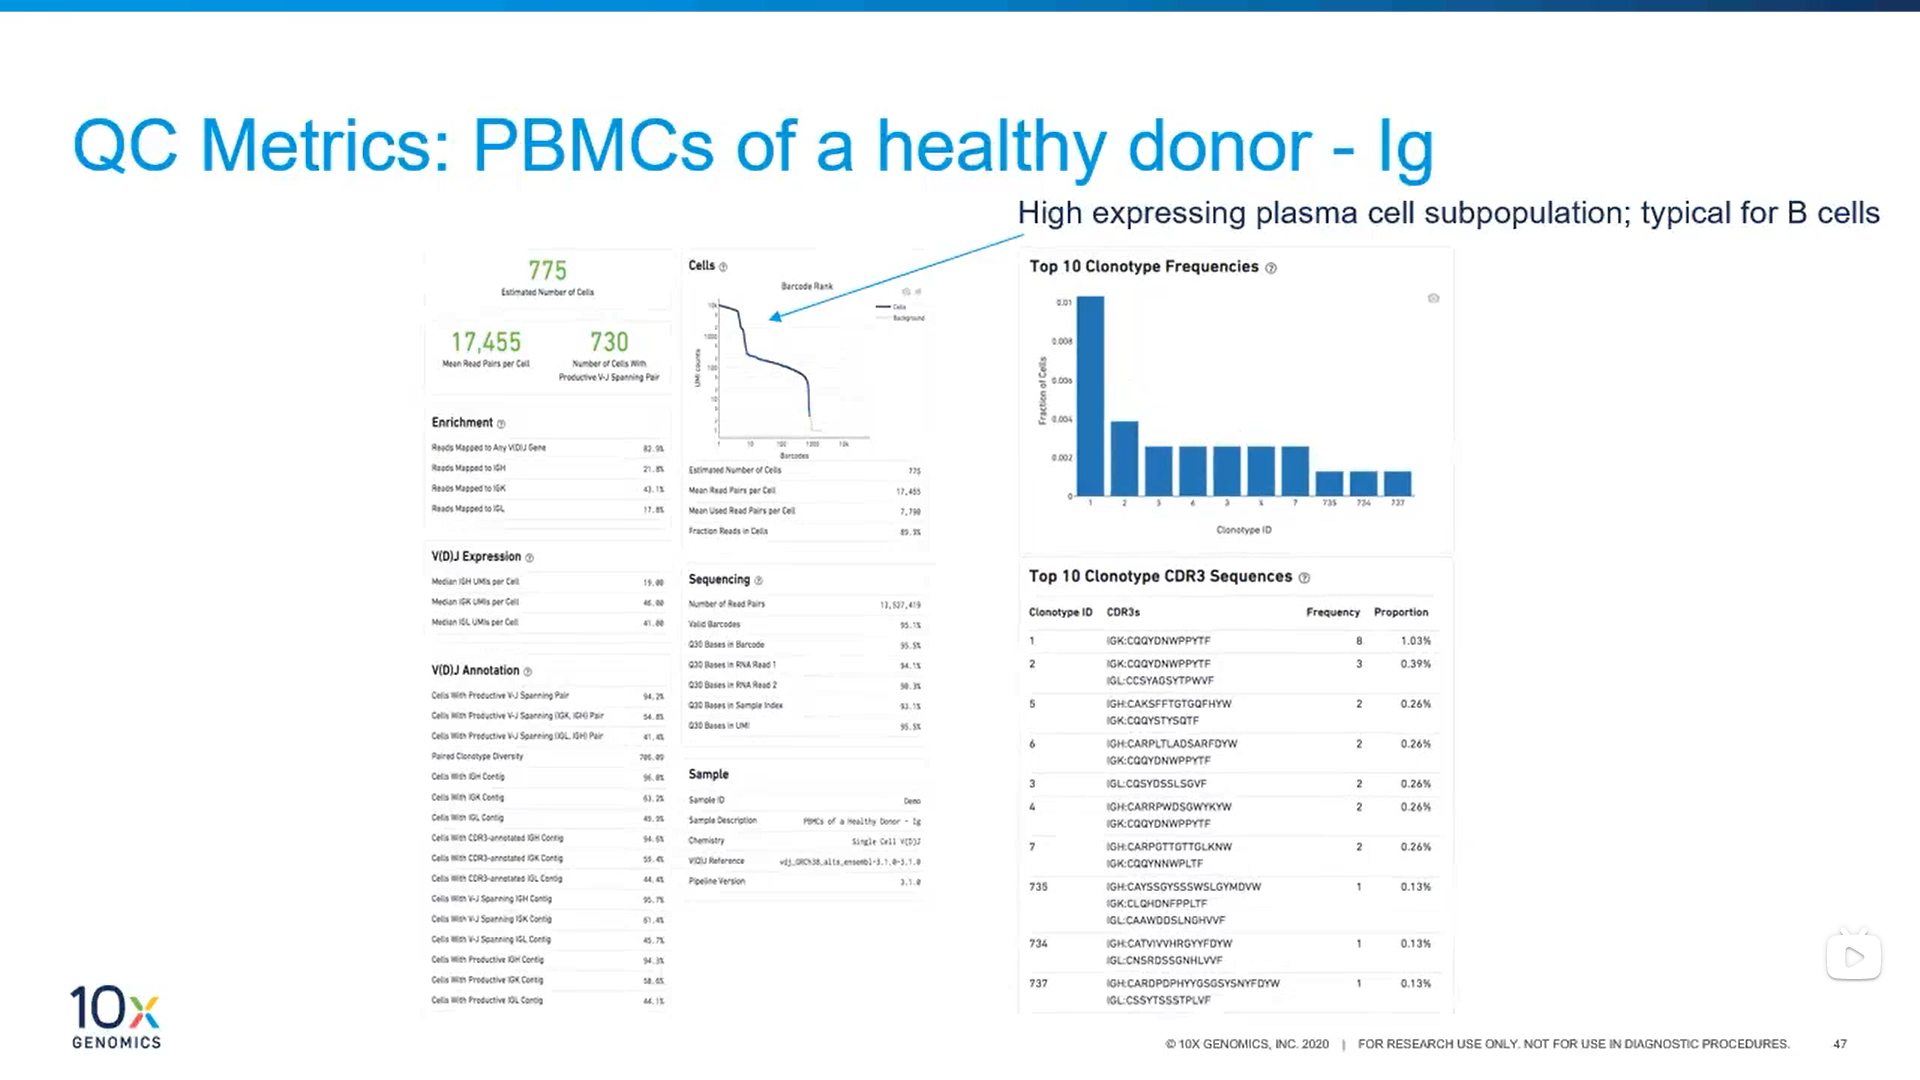 QC Metrics: PBMCs of a healthy donor - Ig
High expressing plasma cell subpopulation; typical for B cells
775
Estimated Number of Cells
17,455
Mean Read Pairs per Cell
730
Number of Cells With
Productive V-J Spanning Pair
Enrichment
Reads Mapped to Any V(D)J Gene 82.9%
Reads Mapped to IGH 21.8%
Reads Mapped to IGK 43.1%
Reads Mapped to IGL 17.8%
V(D)J Expression
Median IGH UMIs per Cell 19.00
Median IGK UMIs per Cell 46.00
Median IGL UMIs per Cell 41.00
V(D)J Annotation
Cells With Productive V-J Spanning Pair 94.2%
Cells With Productive V-J Spanning (IGK, IGH) Pair 54.8%
Cells With Productive V-J Spanning (IGL, IGH) Pair 41.4%
Paired Clonotype Diversity
Cells With IGH Contig 96.0%
Cells With IGK Contig 63.2%
Cells With IGL Contig
Cells With CDR3-annotated IGH Contig 94.6%
Cells With CDR3-annotated IGK Contig 59.4%
Cells With CDR3-annotated IGL Contig 44.4%
Cells With V-J Spanning IGH Contig 95.7%
Cells With V-J Spanning IGK Contig 61.4%
Cells With V-J Spanning IGL Contig 45.7%
Cells With Productive IGH Contig 94.3%
Cells With Productive IGK Contig 58.6%
Cells With Productive IGL Contig 44.1%
Cells
Barcode Rank
Cells
Background
UMI counts
10k
1000
100
10
1
1 10 100 1000 10k
Barcodes
Estimated Number of Cells 775
Mean Read Pairs per Cell 17,455
Mean Used Read Pairs per Cell 7,790
Fraction Reads in Cells 89.3%
Sequencing
Number of Read Pairs 13,527,419
Valid Barcodes 95.1%
Q30 Bases in Barcode 95.5%
Q30 Bases in RNA Read 1 94.1%
Q30 Bases in RNA Read 2 90.3%
Q30 Bases in Sample Index 93.1%
Q30 Bases in UMI 95.5%
Sample
Sample ID Demo
Sample Description PBMCs of a Healthy Donor - Ig
Chemistry Single Cell V(D)J
V(D)J Reference vdj_GRCh38_alts_ensembl-3.1.0-3.1.0
Pipeline Version 3.1.0
Top 10 Clonotype Frequencies
Fraction of Cells
0.01
0.008
0.006
0.004
0.002
0
1 2 5 6 3 4 7 735 734 737
Clonotype ID
Top 10 Clonotype CDR3 Sequences
Clonotype ID CDR3s Frequency Proportion
1 IGK:CQQYDNWPPYTF 8 1.03%
2 IGK:CQQYDNWPPYTF 3 0.39%
IGL:CCSYAGSYTPWVF
5 IGH:CAKSFFTGTGQFHYW 2 0.26%
IGK:CQQYSTYSQTF
6 IGH:CARPLTLADSARFDYW 2 0.26%
IGK:CQQYDNWPPYTF
3 IGL:CQSYDSSLSGVF 2 0.26%
4 IGH:CARRPWDSGWYKYW 2 0.26%
IGK:CQQYDNWPPYTF
7 IGH:CARPGTTGTTGLKNW 2 0.26%
IGK:CQQYNNWPLTF
735 IGH:CAYSSGYSSSWSLGYMDVW 1 0.13%
IGK:CLQHDNFPPLTF
IGL:CAAWDDSLNGHVVF
734 IGH:CATVIVVHRGYYFDYW 1 0.13%
IGL:CNSRDSSGNHLVVF
737 IGH:CARDPDPHYYGSGSYSNYFDYW 1 0.13%
IGL:CSSYTSSSTPLVF
10x
GENOMICS
© 10X GENOMICS, INC. 2020 | FOR RESEARCH USE ONLY. NOT FOR USE IN DIAGNOSTIC PROCEDURES. 47